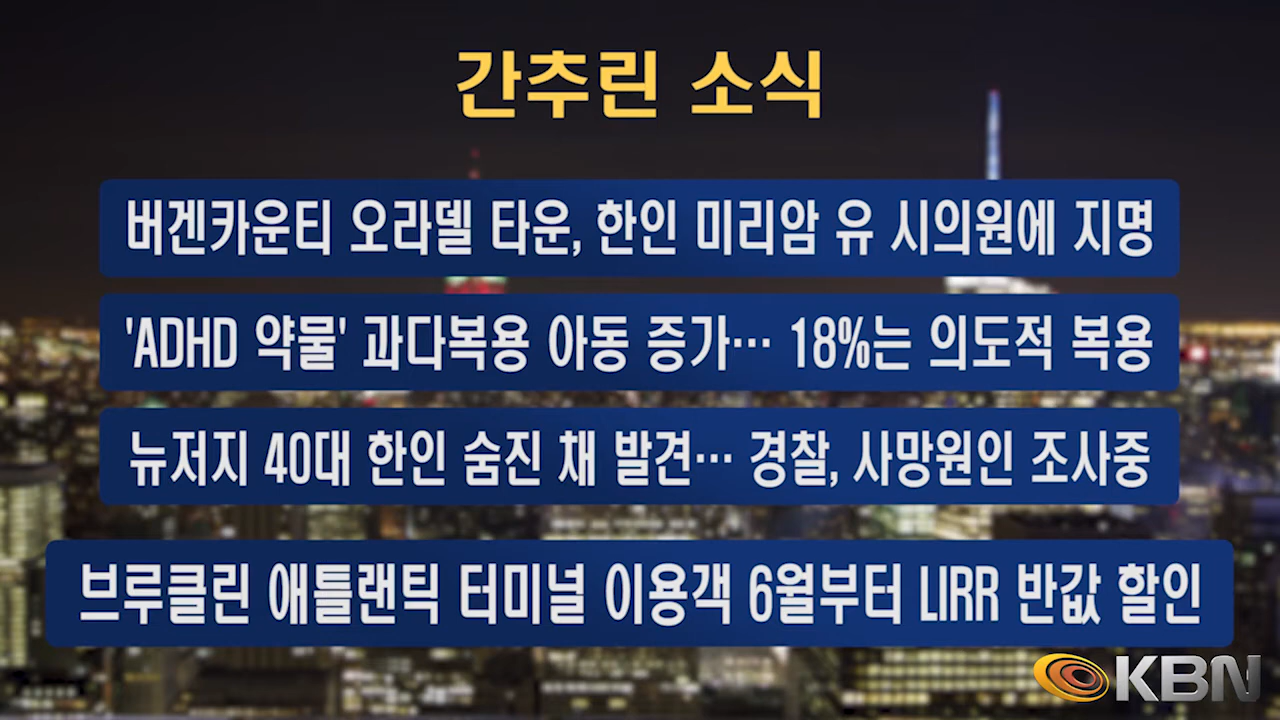 간추린 소식
버겐카운티 오라델 타운, 한인 미리암 유 시의원에 지명
'ADHD 약물' 과다복용 아동 증가… 18%는 의도적 복용
뉴저지 40대 한인 숨진 채 발견… 경찰, 사망원인 조사중
브루클린 애틀랜틱 터미널 이용객 6월부터 LIRR 반값 할인
KBN